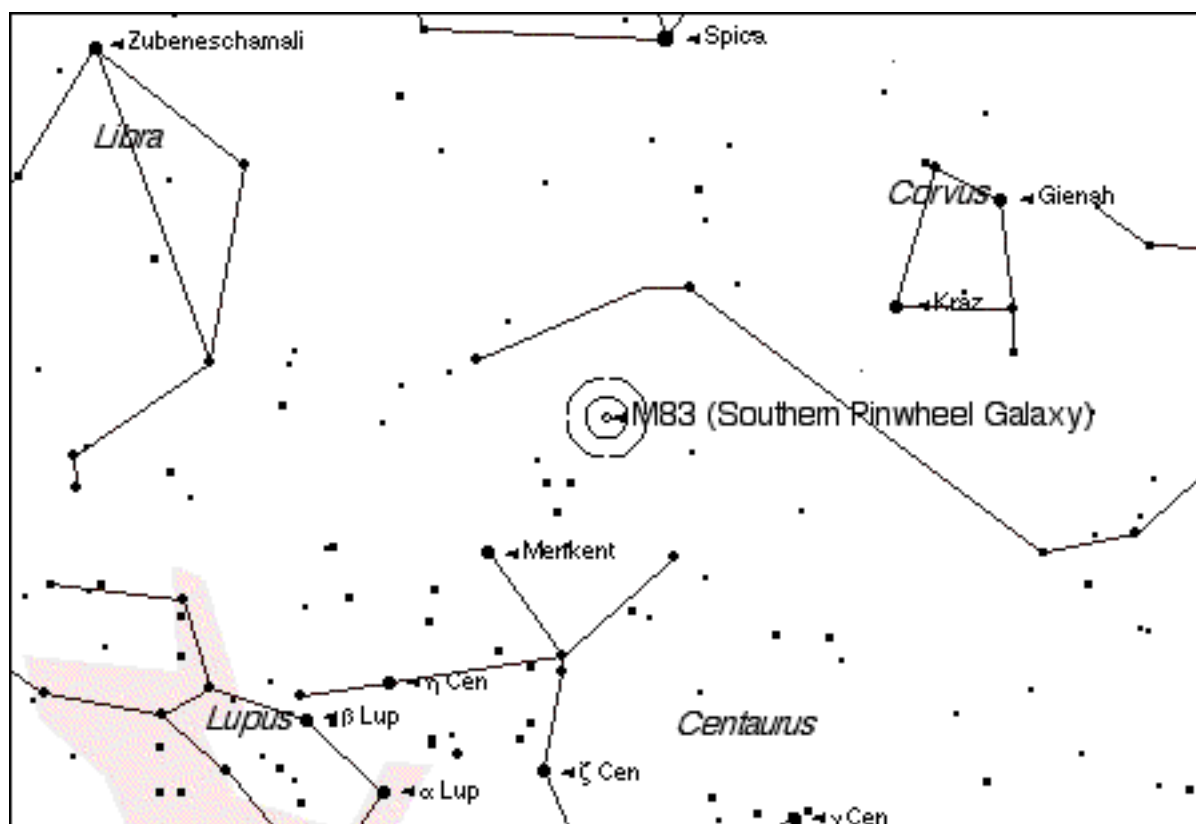 Zubeneschamali
Spica
Libra
Corvus
Gienah
Kraz
M83 (Southern Pinwheel Galaxy)
Menkent
η Cen
Lupus
β Lup
Centaurus
ζ Cen
α Lup
γ Cen